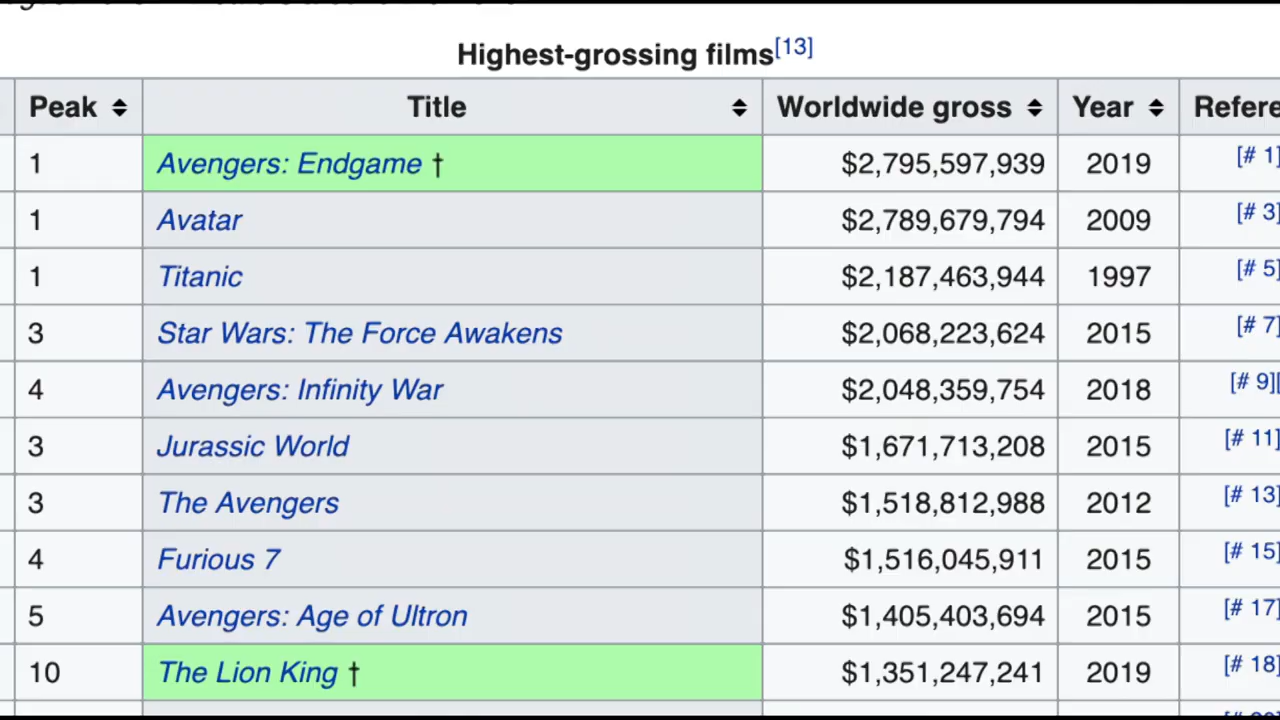 Highest-grossing films[13]
Peak Title Worldwide gross Year Refere
1 Avengers: Endgame † $2,795,597,939 2019 [# 1]
1 Avatar $2,789,679,794 2009 [# 3]
1 Titanic $2,187,463,944 1997 [# 5]
3 Star Wars: The Force Awakens $2,068,223,624 2015 [# 7]
4 Avengers: Infinity War $2,048,359,754 2018 [# 9][
3 Jurassic World $1,671,713,208 2015 [# 11]
3 The Avengers $1,518,812,988 2012 [# 13]
4 Furious 7 $1,516,045,911 2015 [# 15]
5 Avengers: Age of Ultron $1,405,403,694 2015 [# 17]
10 The Lion King † $1,351,247,241 2019 [# 18]